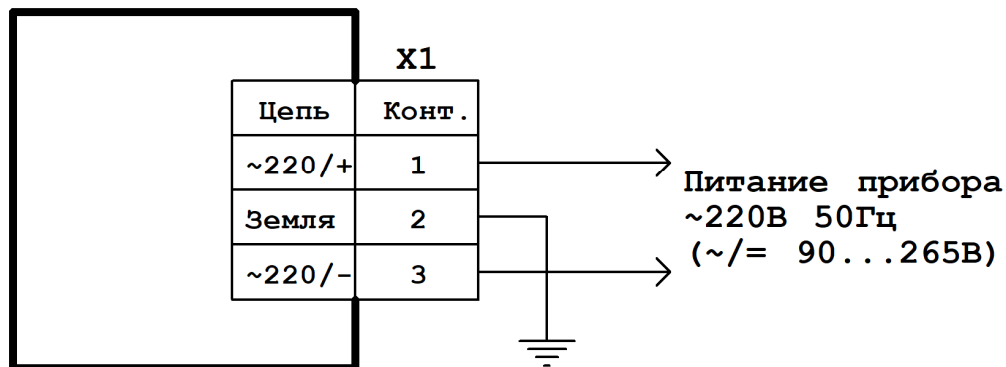 X1
Цепь Конт.
~220/+ 1
Земля 2
~220/- 3
Питание прибора
~220В 50Гц
(~/= 90...265В)